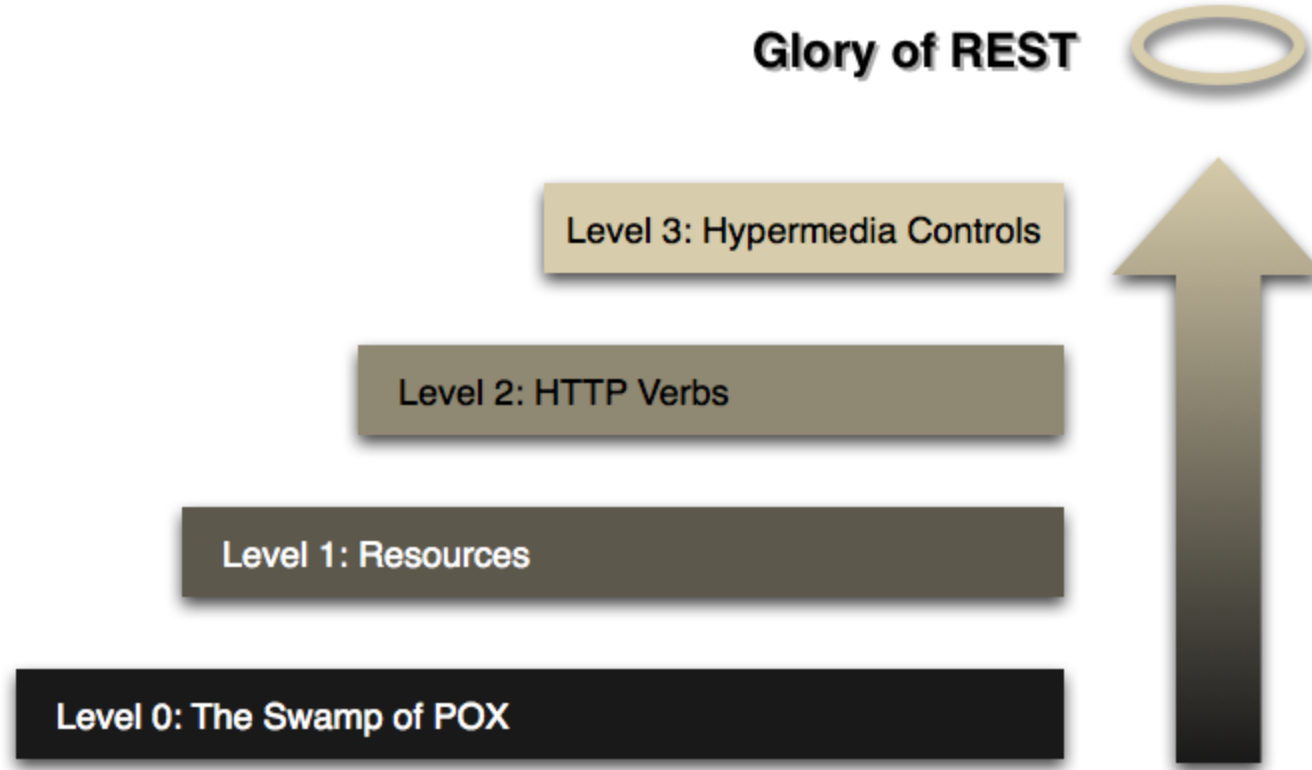 Glory of REST
Level 3: Hypermedia Controls
Level 2: HTTP Verbs
Level 1: Resources
Level 0: The Swamp of POX